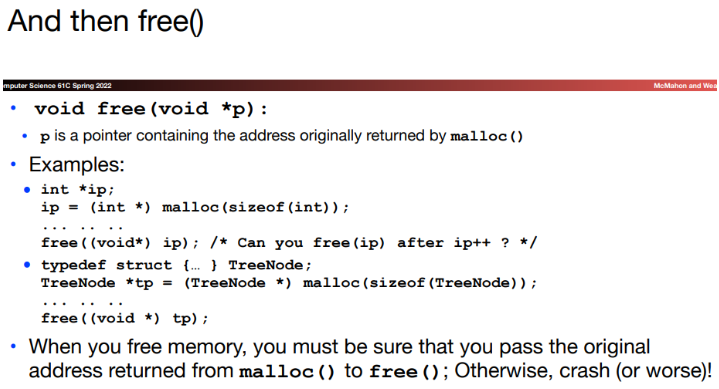 And then free()
mputer Science 61C Spring 2022
McMahon and Wea
• void free(void *p):
• p is a pointer containing the address originally returned by malloc()
• Examples:
• int *ip;
ip = (int *) malloc(sizeof(int));
... .. ..
free((void*) ip); /* Can you free(ip) after ip++ ? */
• typedef struct {… } TreeNode;
TreeNode *tp = (TreeNode *) malloc(sizeof(TreeNode));
... .. ..
free((void *) tp);
• When you free memory, you must be sure that you pass the original
address returned from malloc() to free(); Otherwise, crash (or worse)!